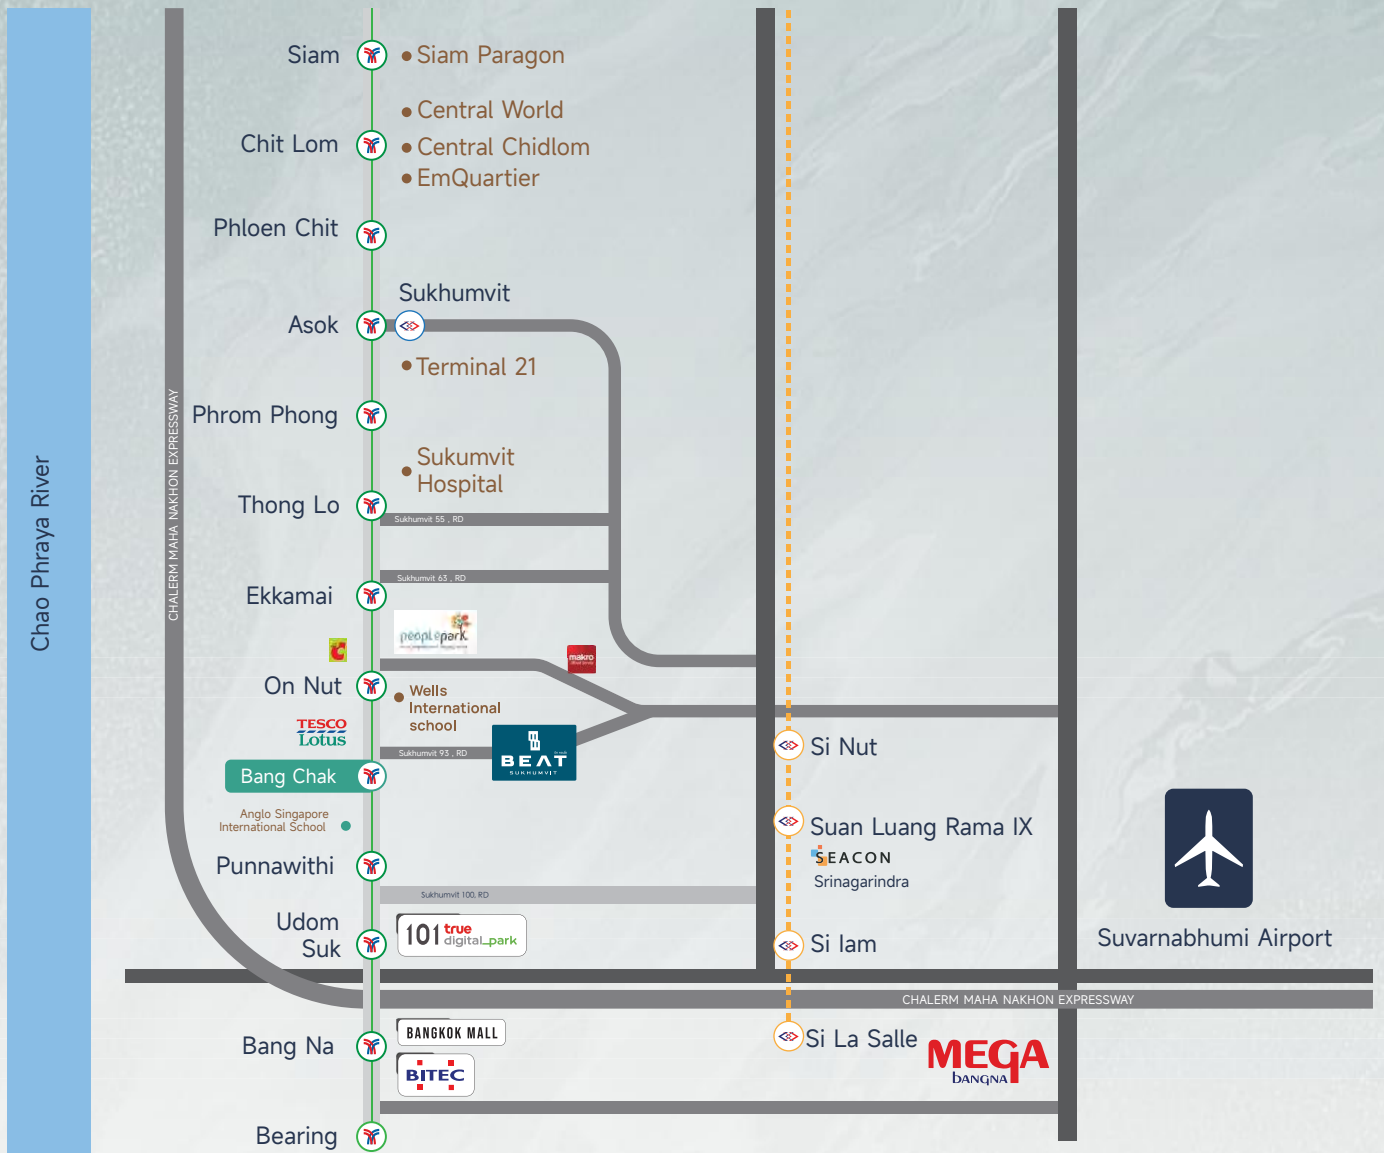 Siam
Siam Paragon
Central World
Chit Lom
Central Chidlom
EmQuartier
Phloen Chit
Sukhumvit
Asok
Terminal 21
Phrom Phong
Sukumvit
Hospital
Thong Lo
Sukhumvit 55 , RD
Sukhumvit 63 , RD
Ekkamai
people park
makro
On Nut
Wells
International
school
TESCO
Lotus
Sukhumvit 93 , RD
BEAT
SUKHUMVIT
Bang Chak
Anglo Singapore
International School
Punnawithi
Sukhumvit 100, RD
Udom
Suk
101 true
digital_park
Bang Na
BANGKOK MALL
BITEC
Bearing
Chao Phraya River
CHALERM MAHA NAKHON EXPRESSWAY
Si Nut
Suan Luang Rama IX
SEACON
Srinagarindra
Si Iam
Suvarnabhumi Airport
CHALERM MAHA NAKHON EXPRESSWAY
Si La Salle
MEGA
bANGNA